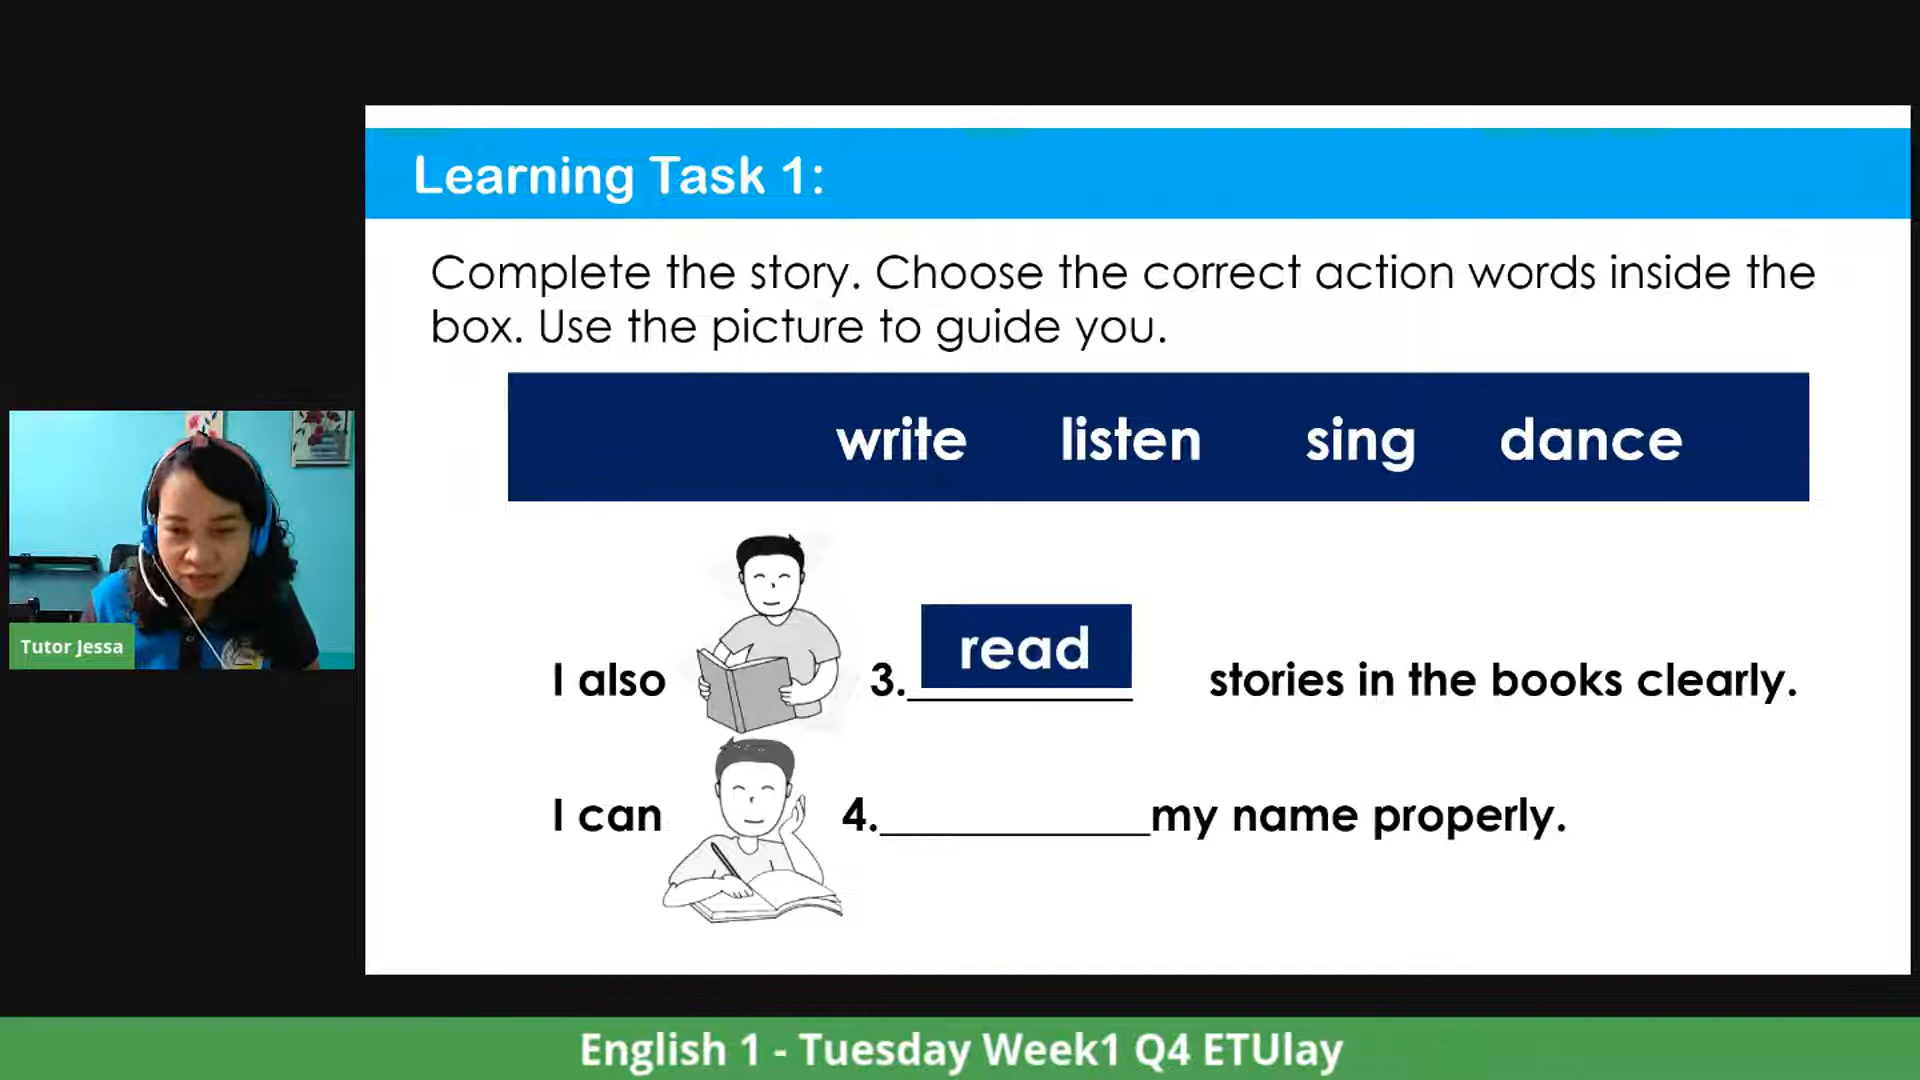 Learning Task 1:
Complete the story. Choose the correct action words inside the
box. Use the picture to guide you.
write listen sing dance
read
I also 3.__________ stories in the books clearly.
I can 4.____________my name properly.
Tutor Jessa
English 1 - Tuesday Week1 Q4 ETUlay